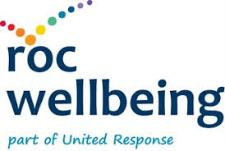 roc
wellbeing
part of United Response